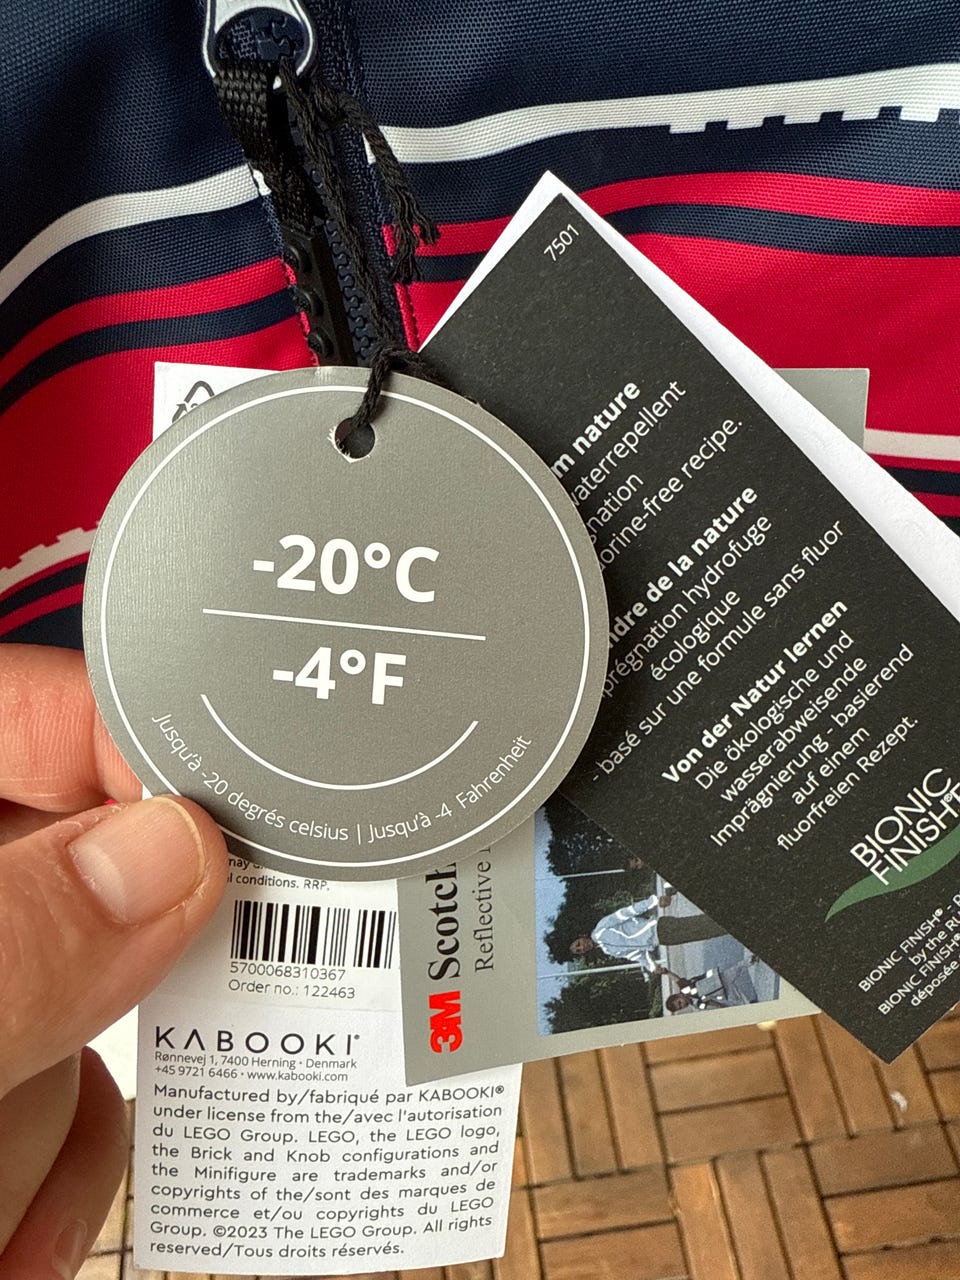 -20°C
-4°F
Jusqu'à -20 degrés celsius | Jusqu'à -4 Fahrenheit
7501
nature
waterrepellent
-free recipe.
de la nature
imprégnation hydrofuge
écologique
- basé sur une formule sans fluor
Von der Natur lernen
Die ökologische und
wasserabweisende
Imprägnierung - basierend
auf einem
fluorfreien Rezept.
BIONIC
FINISH®
BIONIC FINISH® -
by the
BIONIC FINISH®
déposée
3M Scotch
Reflective
may
conditions. RRP.
5700068310367
Order no.: 122463
KABOOKI®
Rønnevej 1, 7400 Herning • Denmark
+45 9721 6466 • www.kabooki.com
Manufactured by/fabriqué par KABOOKI®
under license from the/avec l'autorisation
du LEGO Group. LEGO, the LEGO logo,
the Brick and Knob configurations and
the Minifigure are trademarks and/or
copyrights of the/sont des marques de
commerce et/ou copyrights du LEGO
Group. ©2023 The LEGO Group. All rights
reserved/Tous droits réservés.